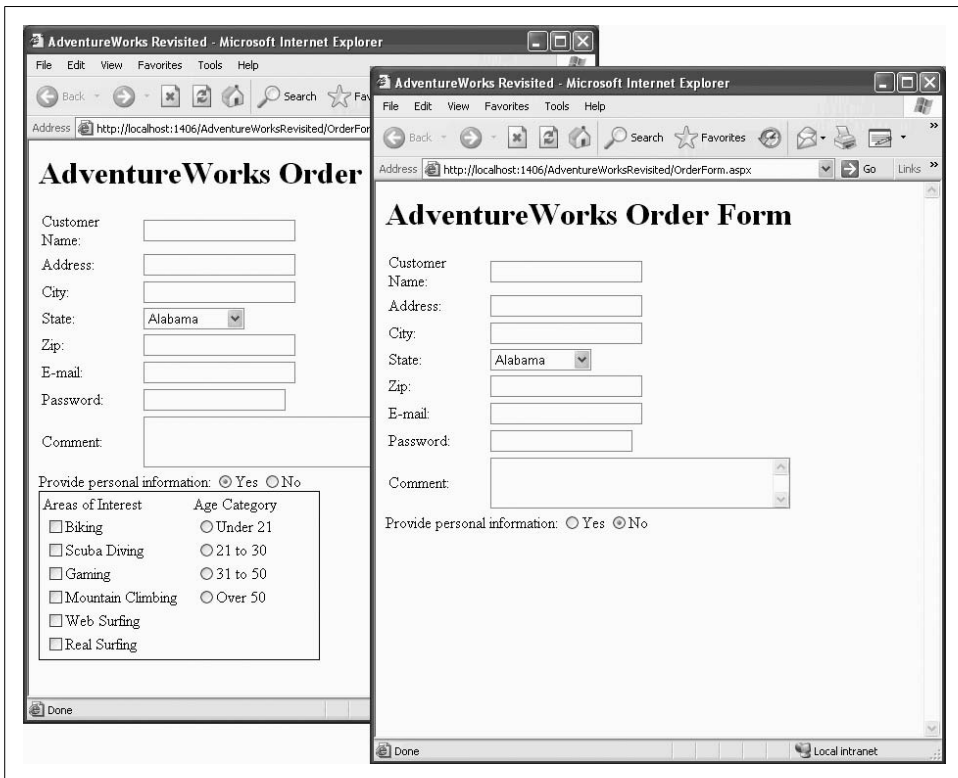 AdventureWorks Revisited - Microsoft Internet Explorer
File Edit View Favorites Tools Help
Back Search Fav
Address http://localhost:1406/AdventureWorksRevisited/OrderFor
AdventureWorks Order
Customer
Name:
Address:
City:
State: Alabama
Zip:
E-mail:
Password:
Comment:
Provide personal information: Yes No
Areas of Interest Age Category
Biking Under 21
Scuba Diving 21 to 30
Gaming 31 to 50
Mountain Climbing Over 50
Web Surfing
Real Surfing
Done
AdventureWorks Revisited - Microsoft Internet Explorer
File Edit View Favorites Tools Help
Back Search Favorites
Address http://localhost:1406/AdventureWorksRevisited/OrderForm.aspx Go Links
AdventureWorks Order Form
Customer
Name:
Address:
City:
State: Alabama
Zip:
E-mail:
Password:
Comment:
Provide personal information: Yes No
Done Local intranet